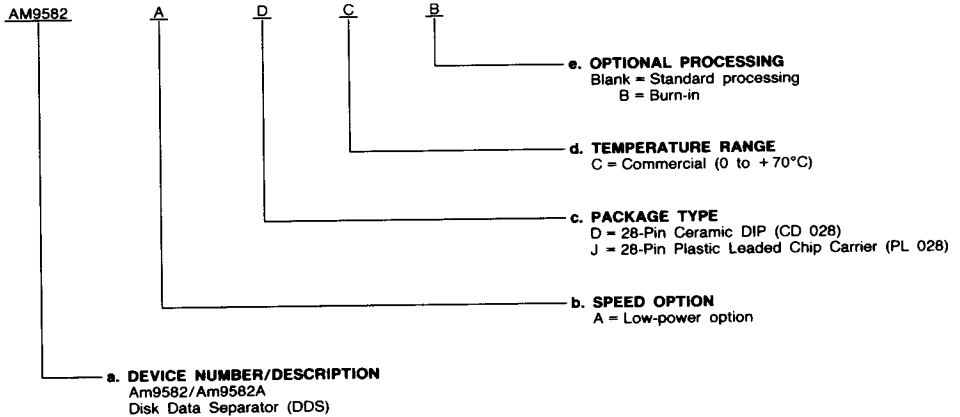 AM9582 A D C B
e. OPTIONAL PROCESSING
Blank = Standard processing
B = Burn-in
d. TEMPERATURE RANGE
C = Commercial (0 to +70°C)
c. PACKAGE TYPE
D = 28-Pin Ceramic DIP (CD 028)
J = 28-Pin Plastic Leaded Chip Carrier (PL 028)
b. SPEED OPTION
A = Low-power option
a. DEVICE NUMBER/DESCRIPTION
Am9582/Am9582A
Disk Data Separator (DDS)